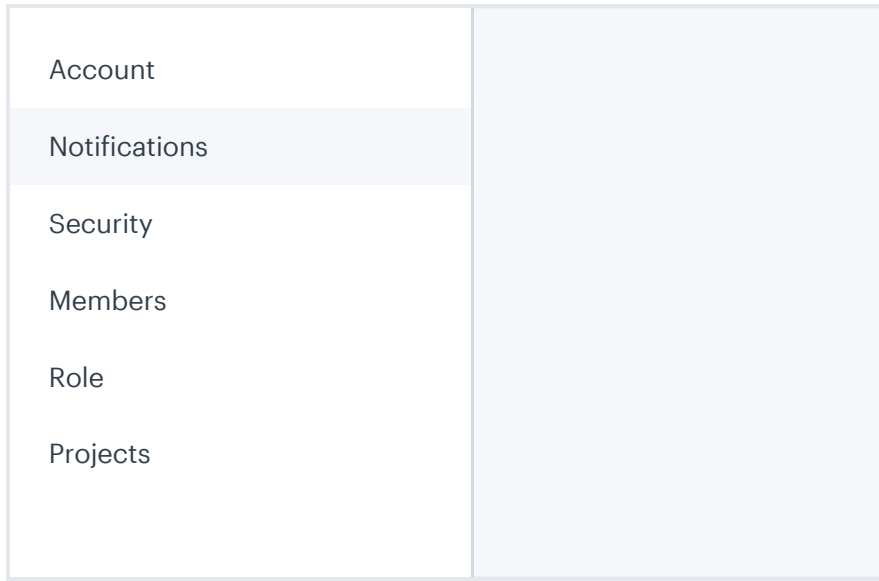 Account
Notifications
Security
Members
Role
Projects